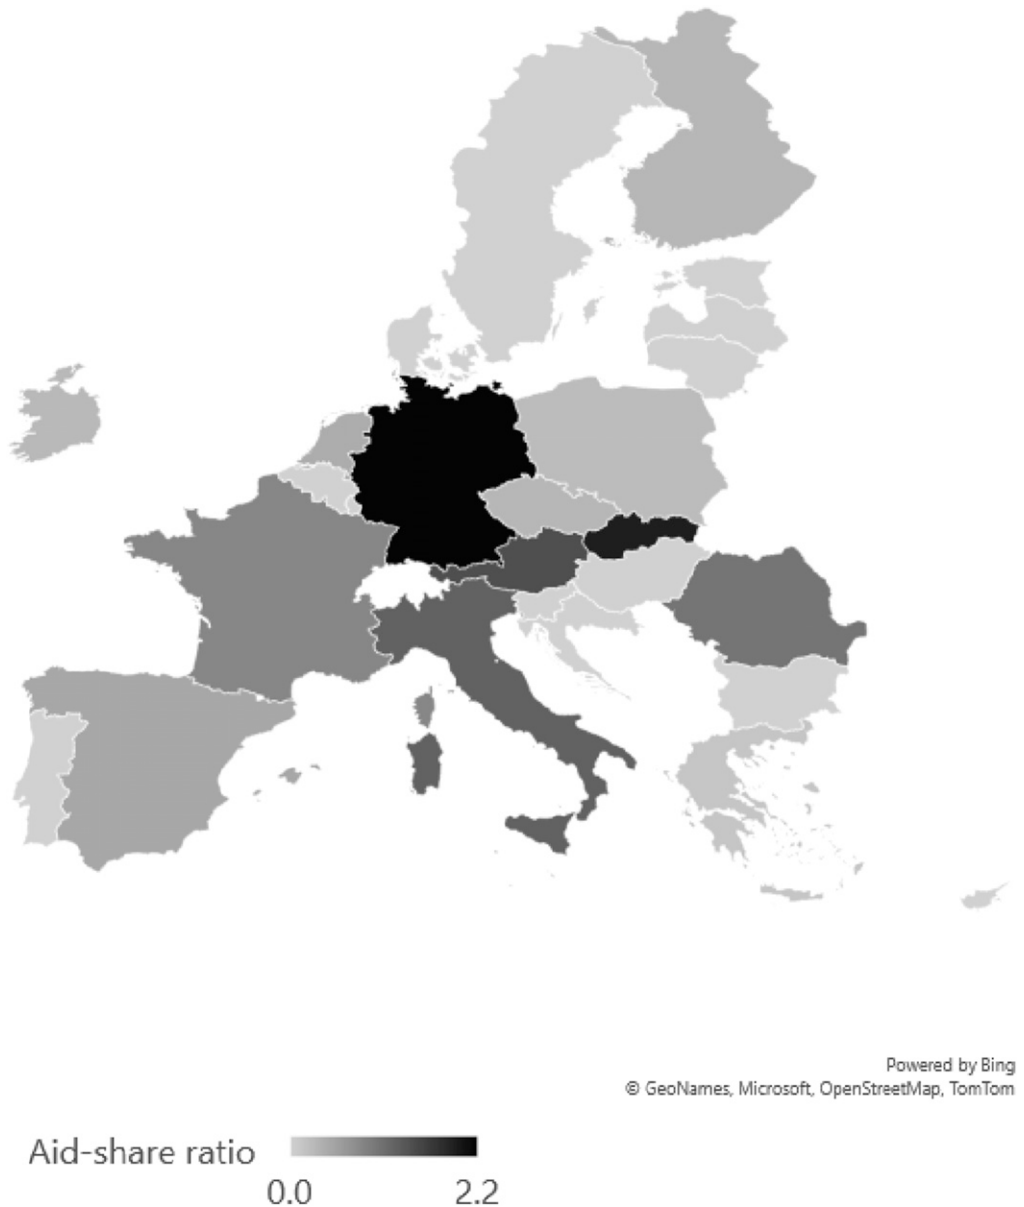 Powered by Bing
© GeoNames, Microsoft, OpenStreetMap, TomTom
Aid-share ratio
0.0 2.2